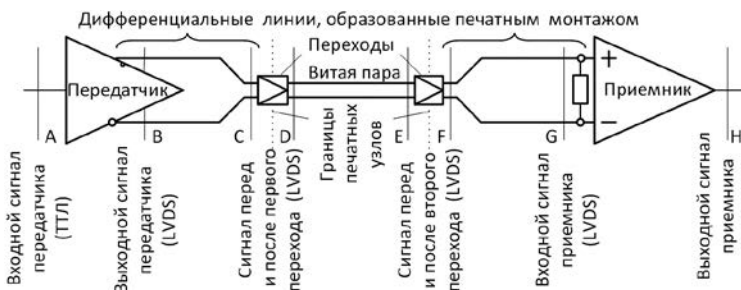 Дифференциальные линии, образованные печатным монтажом
Переходы
Витая пара
Передатчик
Приемник
+
−
A
B
C
D
E
F
G
H
Входной сигнал
передатчика
(ТТЛ)
Выходной сигнал
передатчика
(LVDS)
Сигнал перед
и после первого
перехода (LVDS)
Границы
печатных
узлов
Сигнал перед
и после второго
перехода (LVDS)
Входной сигнал
приемника
(LVDS)
Выходной сигнал
приемника